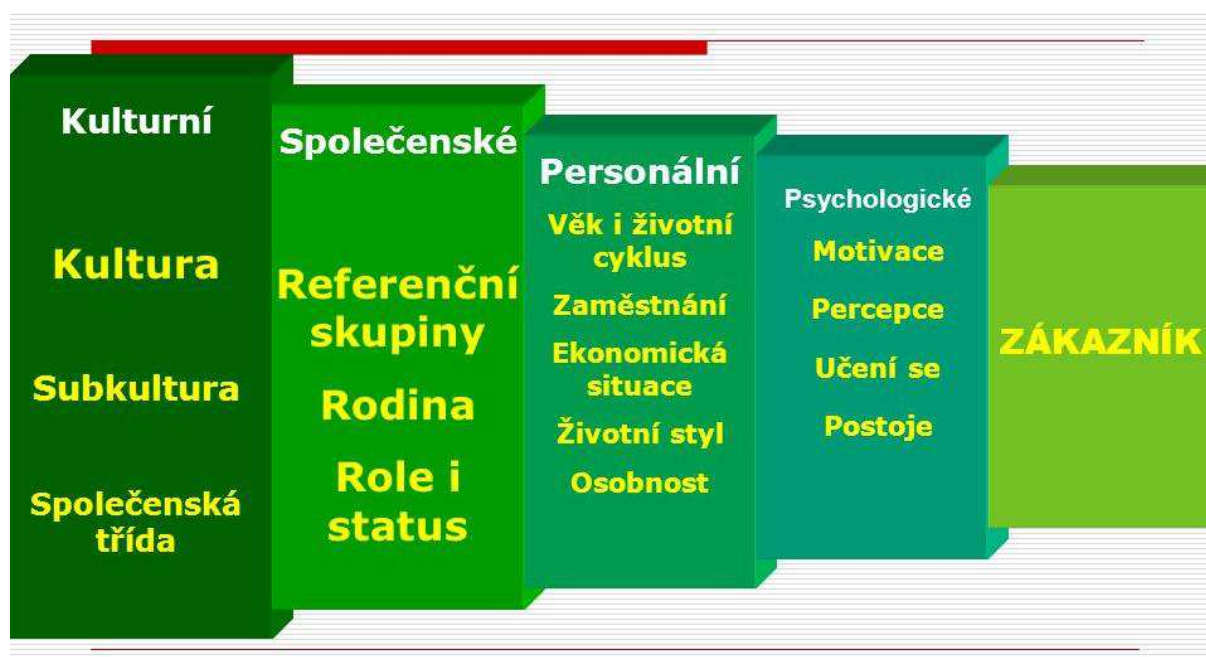 Kulturní
Kultura
Subkultura
Společenská
třída
Společenské
Referenční
skupiny
Rodina
Role i
status
Personální
Věk i životní
cyklus
Zaměstnání
Ekonomická
situace
Životní styl
Osobnost
Psychologické
Motivace
Percepce
Učení se
Postoje
ZÁKAZNÍK